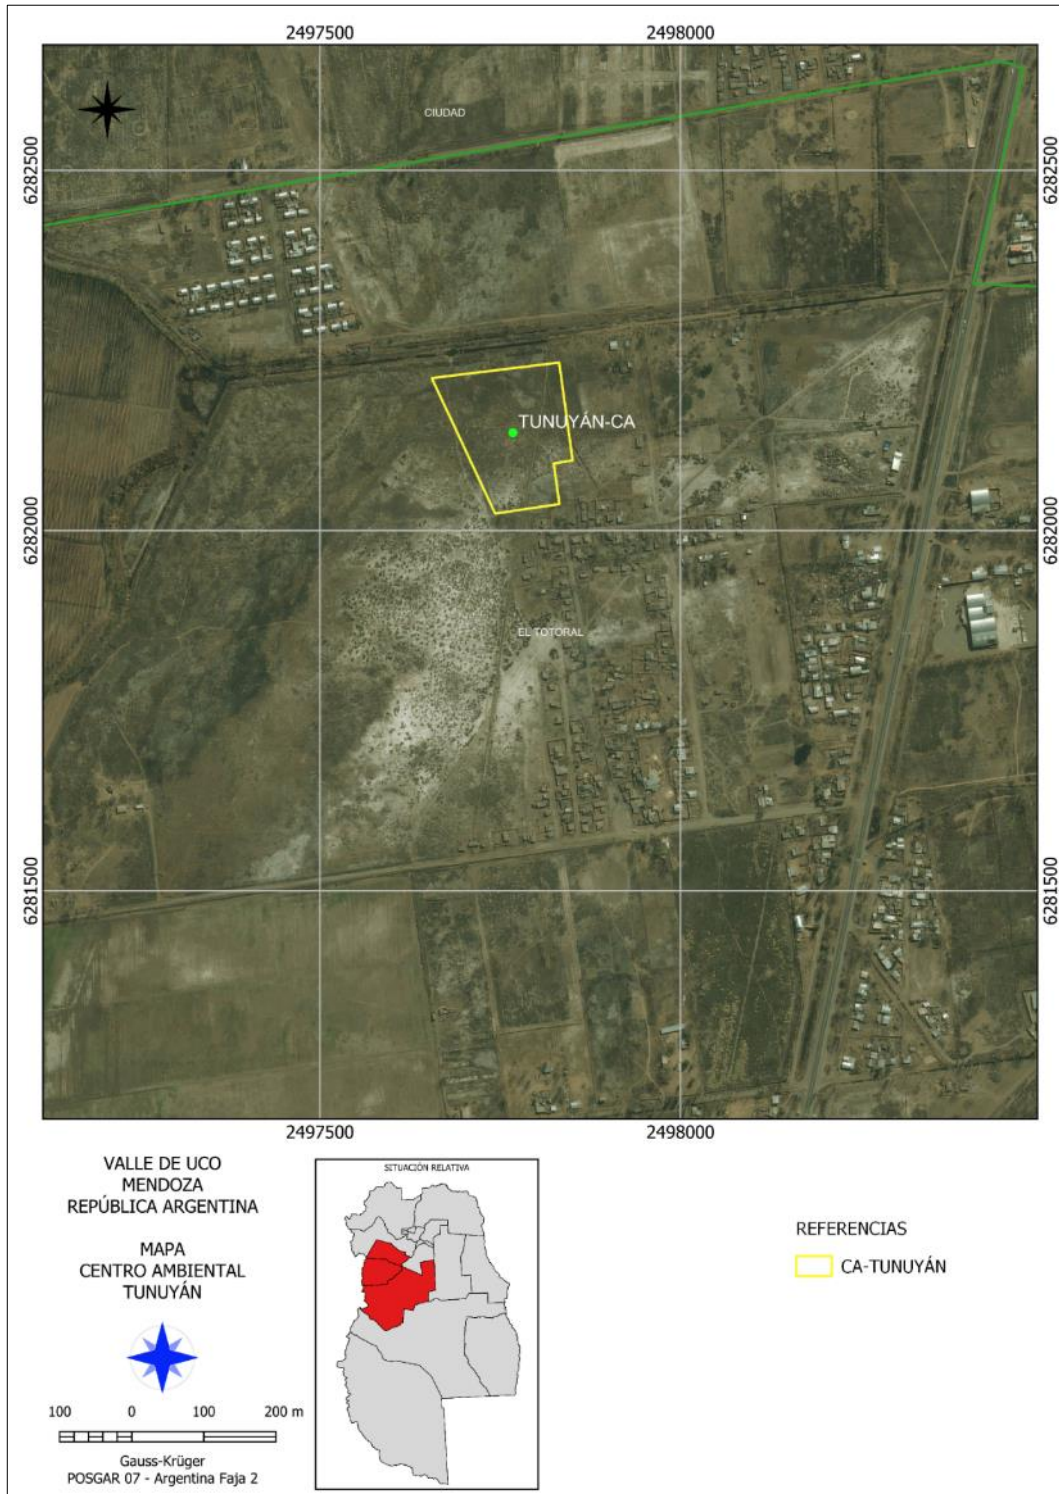 2497500
2498000
CIUDAD
6282500
6282500
TUNUYÁN-CA
6282000
6282000
EL TOTORAL
6281500
6281500
2497500
2498000
VALLE DE UCO
MENDOZA
REPÚBLICA ARGENTINA
MAPA
CENTRO AMBIENTAL
TUNUYÁN
100 0 100 200 m
Gauss-Krüger
POSGAR 07 - Argentina Faja 2
SITUACIÓN RELATIVA
REFERENCIAS
CA-TUNUYÁN